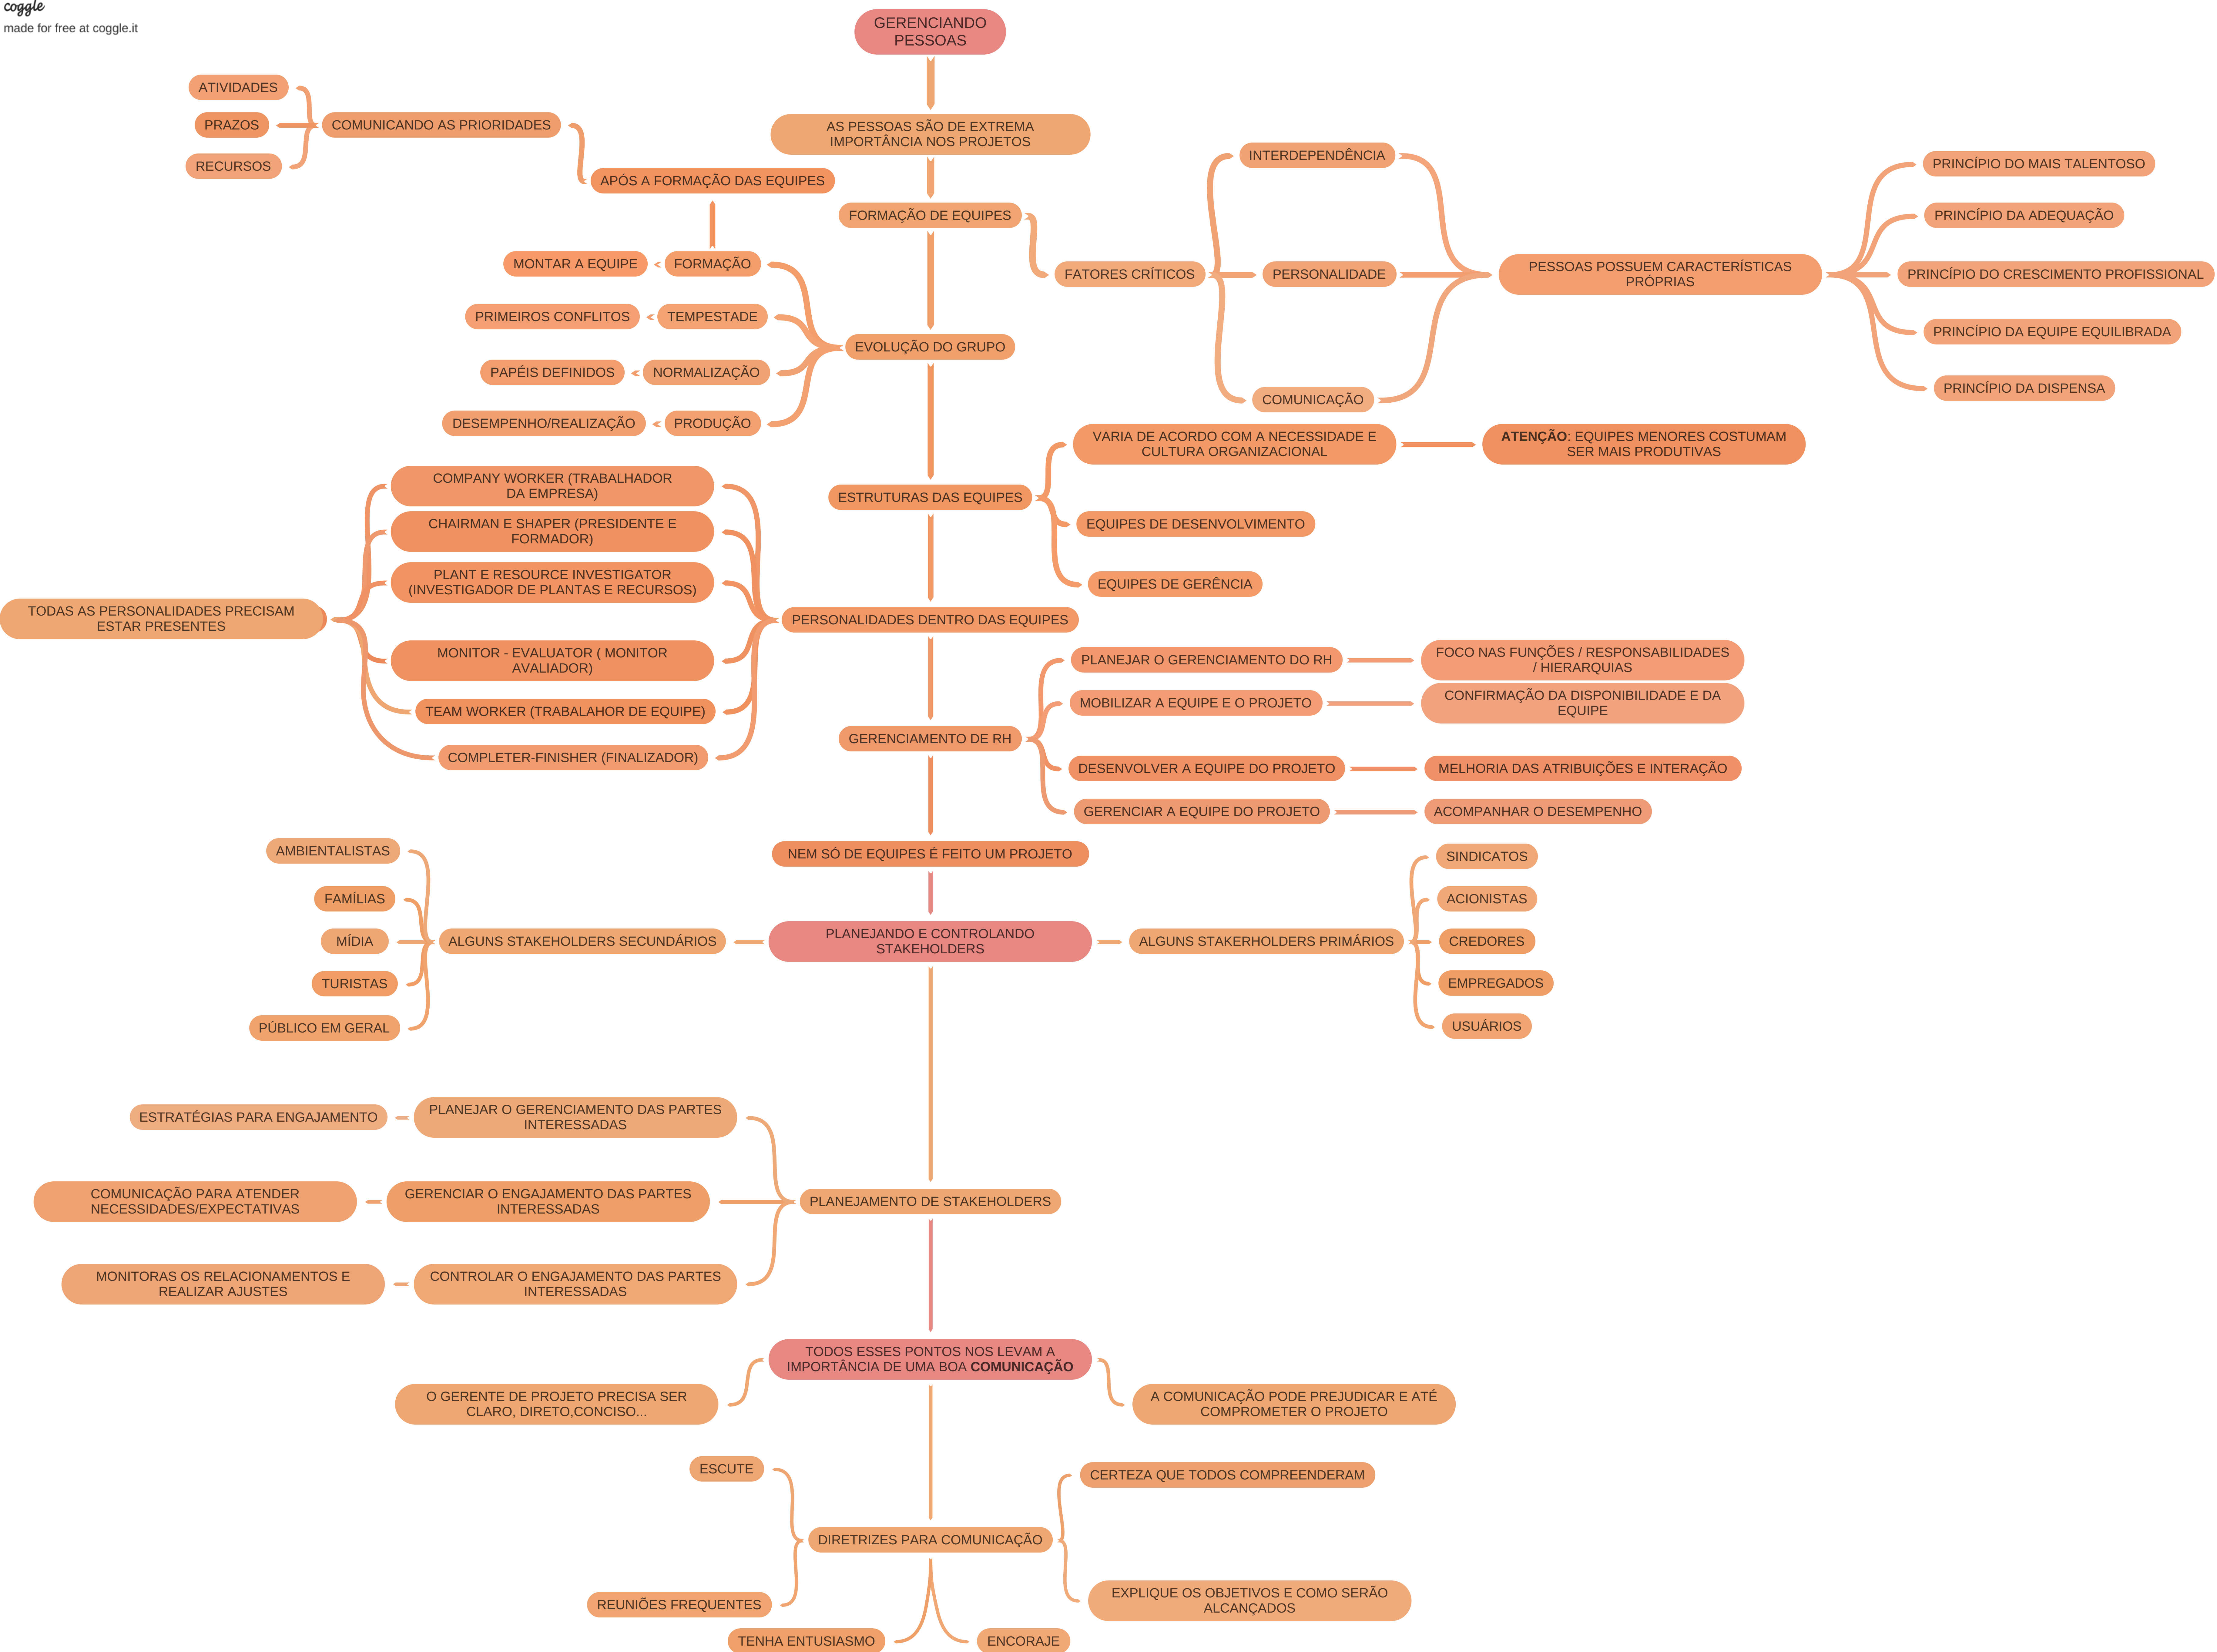 coggle
made for free at coggle.it
GERENCIANDO
PESSOAS
AS PESSOAS SÃO DE EXTREMA
IMPORTÂNCIA NOS PROJETOS
ATIVIDADES
PRAZOS
RECURSOS
COMUNICANDO AS PRIORIDADES
APÓS A FORMAÇÃO DAS EQUIPES
FORMAÇÃO DE EQUIPES
FATORES CRÍTICOS
INTERDEPENDÊNCIA
PERSONALIDADE
COMUNICAÇÃO
PESSOAS POSSUEM CARACTERÍSTICAS
PRÓPRIAS
PRINCÍPIO DO MAIS TALENTOSO
PRINCÍPIO DA ADEQUAÇÃO
PRINCÍPIO DO CRESCIMENTO PROFISSIONAL
PRINCÍPIO DA EQUIPE EQUILIBRADA
PRINCÍPIO DA DISPENSA
MONTAR A EQUIPE
FORMAÇÃO
PRIMEIROS CONFLITOS
TEMPESTADE
EVOLUÇÃO DO GRUPO
PAPÉIS DEFINIDOS
NORMALIZAÇÃO
DESEMPENHO/REALIZAÇÃO
PRODUÇÃO
ESTRUTURAS DAS EQUIPES
VARIA DE ACORDO COM A NECESSIDADE E
CULTURA ORGANIZACIONAL
ATENÇÃO: EQUIPES MENORES COSTUMAM
SER MAIS PRODUTIVAS
EQUIPES DE DESENVOLVIMENTO
EQUIPES DE GERÊNCIA
COMPANY WORKER (TRABALHADOR
DA EMPRESA)
CHAIRMAN E SHAPER (PRESIDENTE E
FORMADOR)
PLANT E RESOURCE INVESTIGATOR
(INVESTIGADOR DE PLANTAS E RECURSOS)
TODAS AS PERSONALIDADES PRECISAM
ESTAR PRESENTES
PERSONALIDADES DENTRO DAS EQUIPES
MONITOR - EVALUATOR ( MONITOR
AVALIADOR)
TEAM WORKER (TRABALAHOR DE EQUIPE)
COMPLETER-FINISHER (FINALIZADOR)
GERENCIAMENTO DE RH
PLANEJAR O GERENCIAMENTO DO RH
FOCO NAS FUNÇÕES / RESPONSABILIDADES
/ HIERARQUIAS
MOBILIZAR A EQUIPE E O PROJETO
CONFIRMAÇÃO DA DISPONIBILIDADE E DA
EQUIPE
DESENVOLVER A EQUIPE DO PROJETO
MELHORIA DAS ATRIBUIÇÕES E INTERAÇÃO
GERENCIAR A EQUIPE DO PROJETO
ACOMPANHAR O DESEMPENHO
NEM SÓ DE EQUIPES É FEITO UM PROJETO
AMBIENTALISTAS
FAMÍLIAS
MÍDIA
TURISTAS
PÚBLICO EM GERAL
ALGUNS STAKEHOLDERS SECUNDÁRIOS
PLANEJANDO E CONTROLANDO
STAKEHOLDERS
ALGUNS STAKERHOLDERS PRIMÁRIOS
SINDICATOS
ACIONISTAS
CREDORES
EMPREGADOS
USUÁRIOS
ESTRATÉGIAS PARA ENGAJAMENTO
PLANEJAR O GERENCIAMENTO DAS PARTES
INTERESSADAS
COMUNICAÇÃO PARA ATENDER
NECESSIDADES/EXPECTATIVAS
GERENCIAR O ENGAJAMENTO DAS PARTES
INTERESSADAS
PLANEJAMENTO DE STAKEHOLDERS
MONITORAS OS RELACIONAMENTOS E
REALIZAR AJUSTES
CONTROLAR O ENGAJAMENTO DAS PARTES
INTERESSADAS
TODOS ESSES PONTOS NOS LEVAM A
IMPORTÂNCIA DE UMA BOA COMUNICAÇÃO
O GERENTE DE PROJETO PRECISA SER
CLARO, DIRETO,CONCISO...
A COMUNICAÇÃO PODE PREJUDICAR E ATÉ
COMPROMETER O PROJETO
ESCUTE
CERTEZA QUE TODOS COMPREENDERAM
DIRETRIZES PARA COMUNICAÇÃO
REUNIÕES FREQUENTES
EXPLIQUE OS OBJETIVOS E COMO SERÃO
ALCANÇADOS
TENHA ENTUSIASMO
ENCORAJE